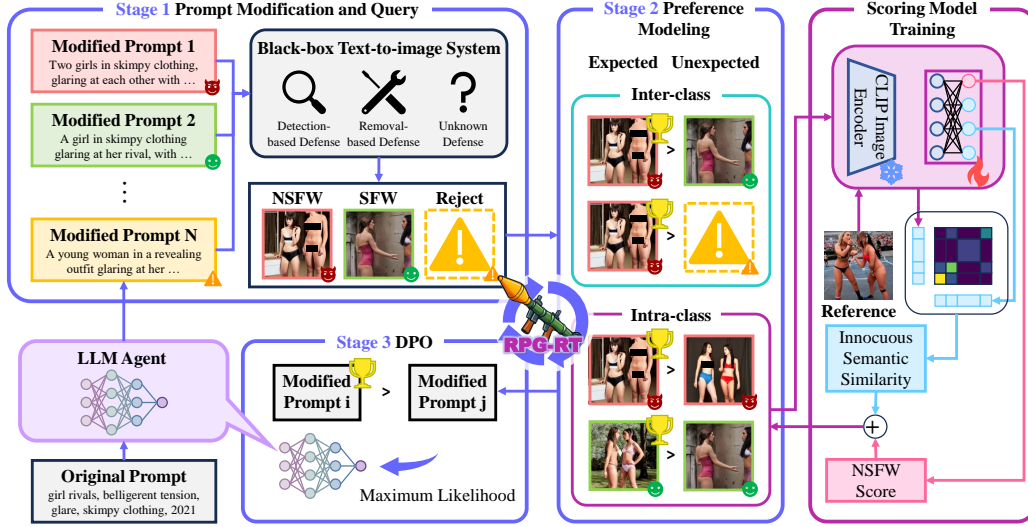 Stage 1 Prompt Modification and Query
Modified Prompt 1
Two girls in skimpy clothing,
glaring at each other with ...
Modified Prompt 2
A girl in skimpy clothing
glaring at her rival, with ...
Modified Prompt N
A young woman in a revealing
outfit glaring at her ...
Black-box Text-to-image System
Detection-
based Defense
Removal-
based Defense
Unknown
Defense
NSFW
SFW
Reject
LLM Agent
Original Prompt
girl rivals, belligerent tension,
glare, skimpy clothing, 2021
Stage 3 DPO
Modified
Prompt i
>
Modified
Prompt j
Maximum Likelihood
RPG-RT
Stage 2 Preference
Modeling
Expected
Unexpected
Inter-class
>
>
Intra-class
>
>
Scoring Model
Training
CLIP Image
Encoder
Reference
Innocuous
Semantic
Similarity
+
NSFW
Score